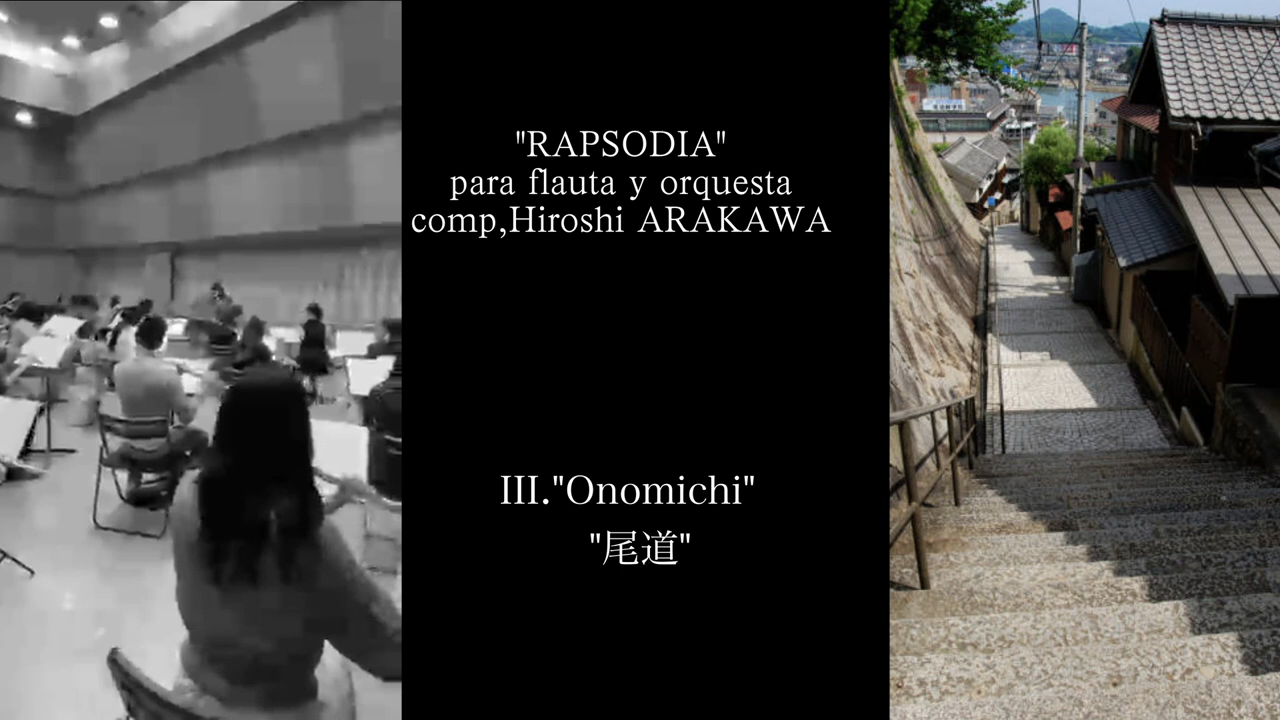 "RAPSODIA"
para flauta y orquesta
comp,Hiroshi ARAKAWA
III."Onomichi"
"尾道"